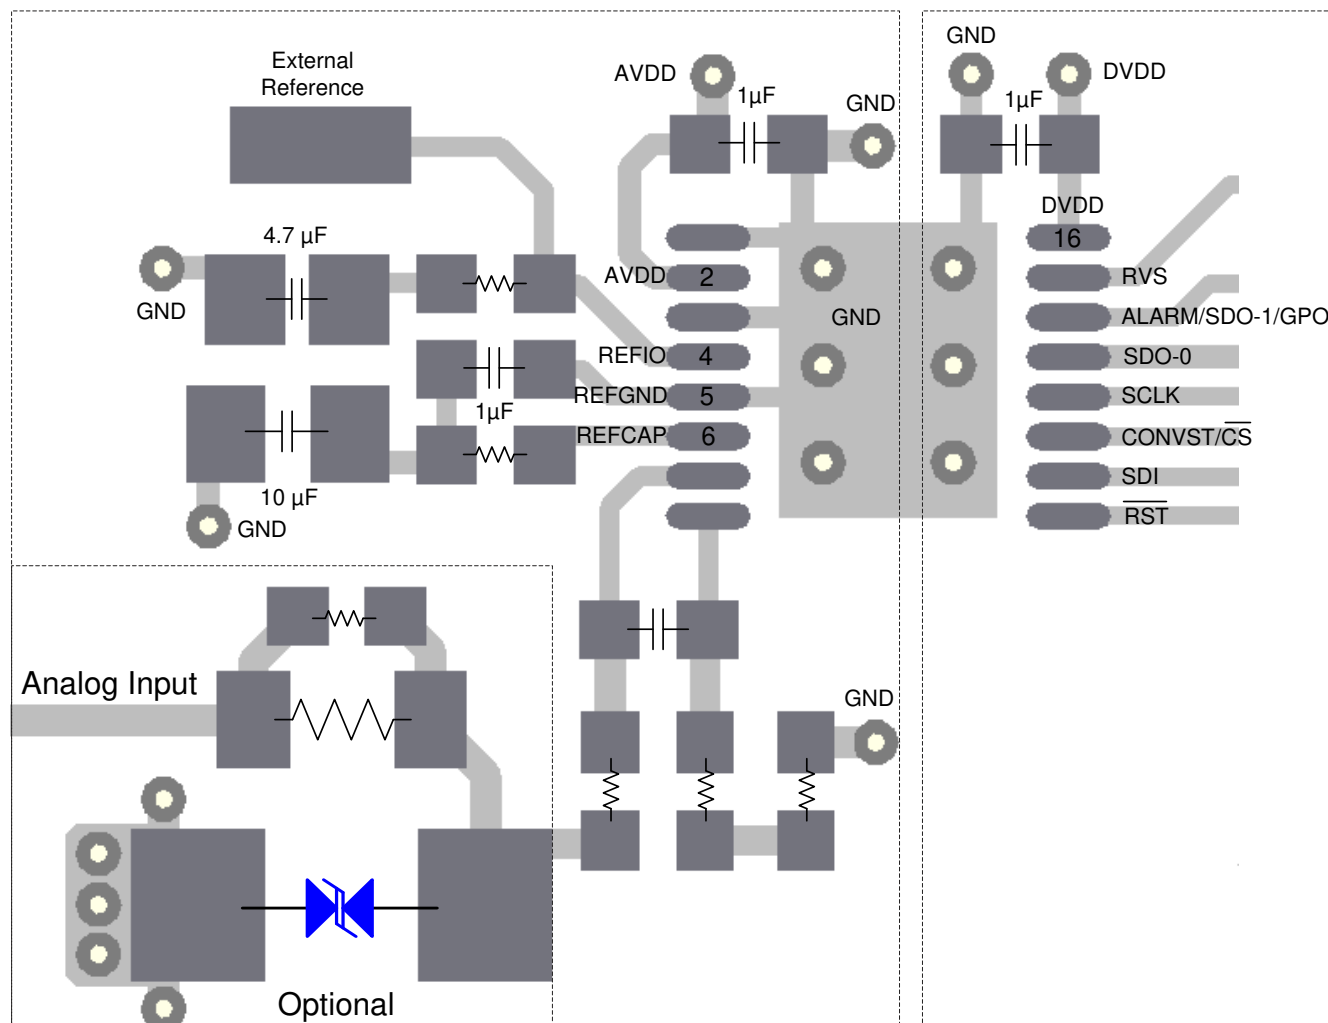 External
Reference
AVDD
1µF
GND
GND
1µF
DVDD
4.7 µF
GND
DVDD
16
AVDD
2
RVS
GND
ALARM/SDO-1/GPO
REFIO
4
SDO-0
REFGND
5
SCLK
1µF
REFCAP
6
CONVST/CS
SDI
10 µF
GND
RST
Analog Input
GND
Optional